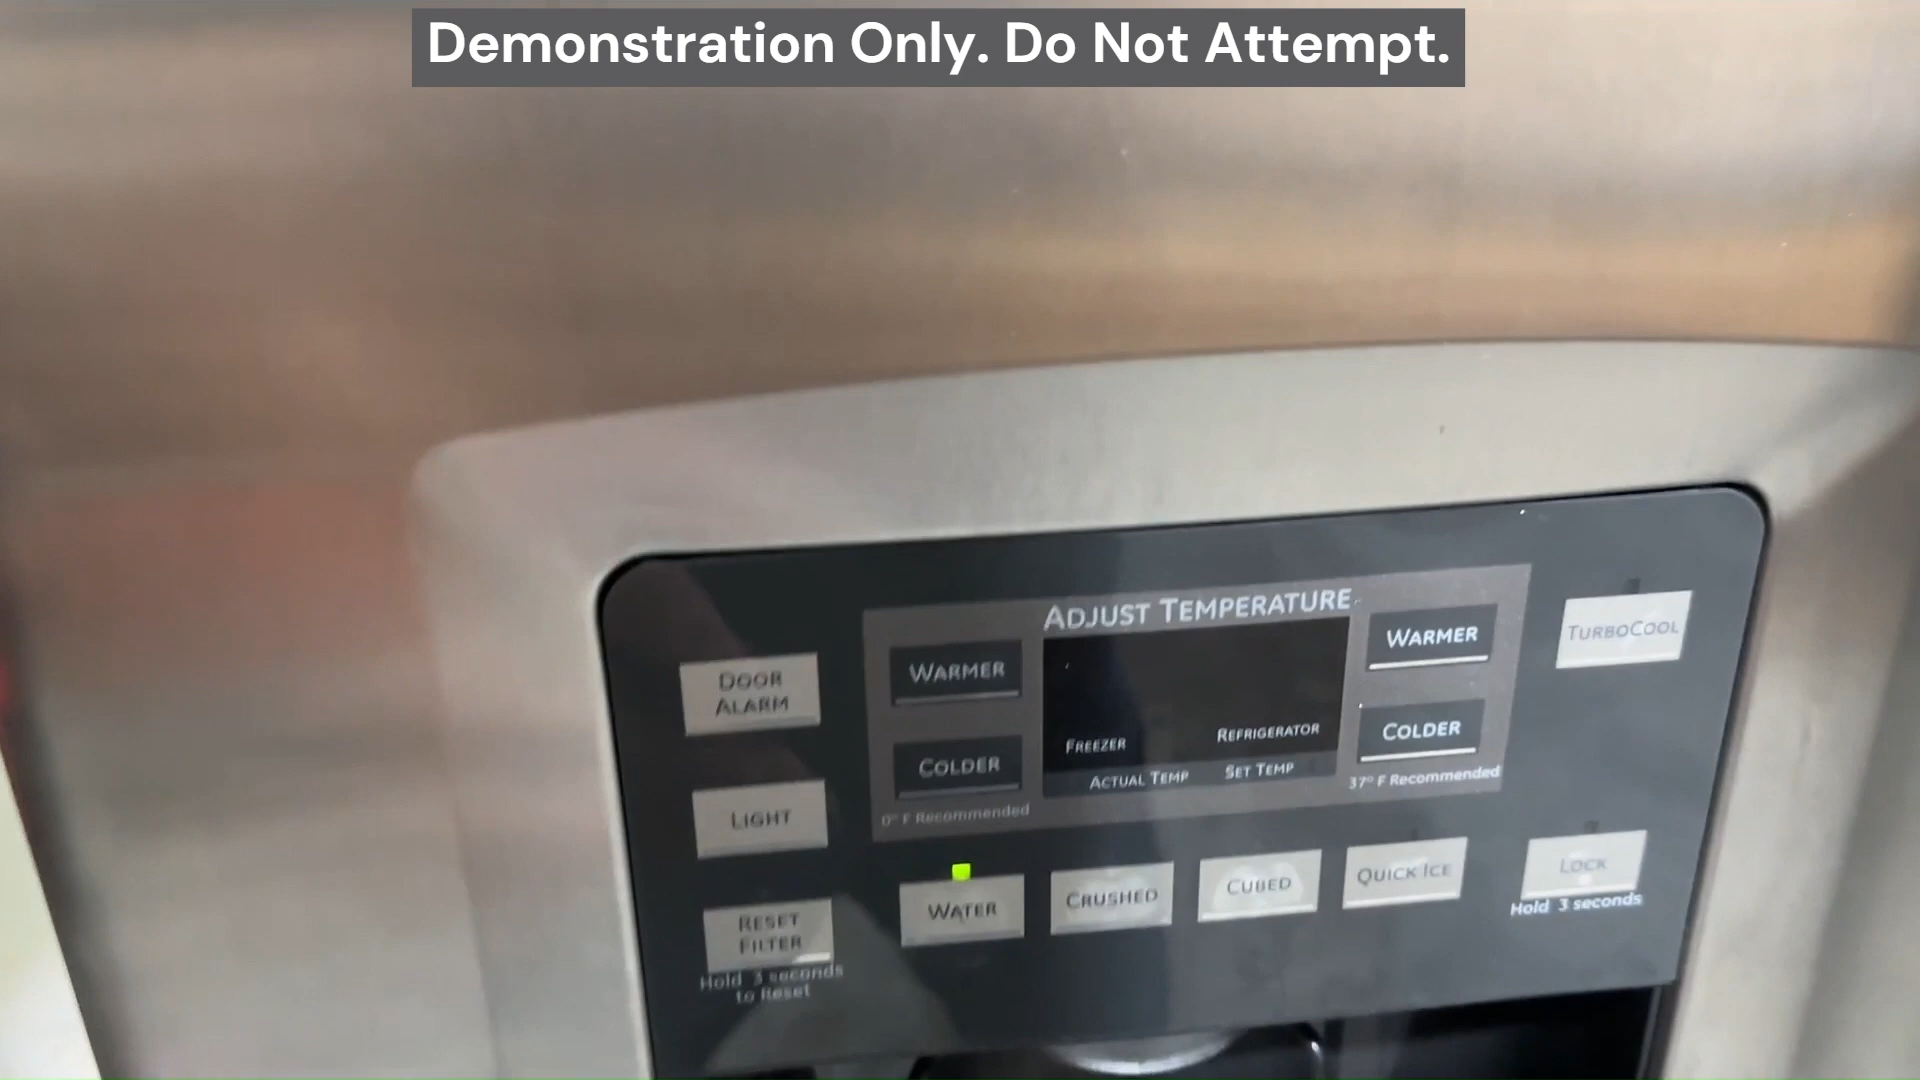 Demonstration Only. Do Not Attempt.
ADJUST TEMPERATURE
WARMER
WARMER
TURBOCOOL
DOOR
ALARM
COLDER
FREEZER
REFRIGERATOR
COLDER
ACTUAL TEMP
SET TEMP
0° F Recommended
37° F Recommended
LIGHT
WATER
CRUSHED
CUBED
QUICK ICE
LOCK
Hold 3 seconds
RESET
FILTER
Hold 3 seconds
to Reset